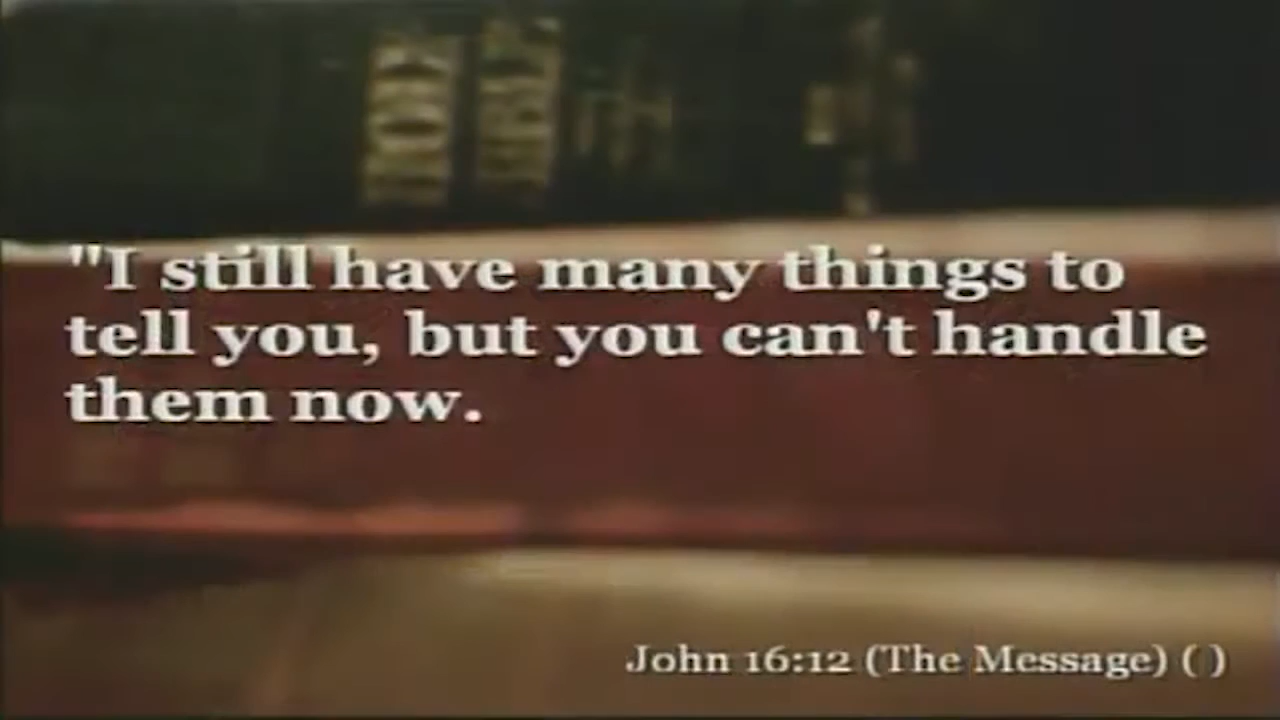 "I still have many things to
tell you, but you can't handle
them now.
John 16:12 (The Message) ( )